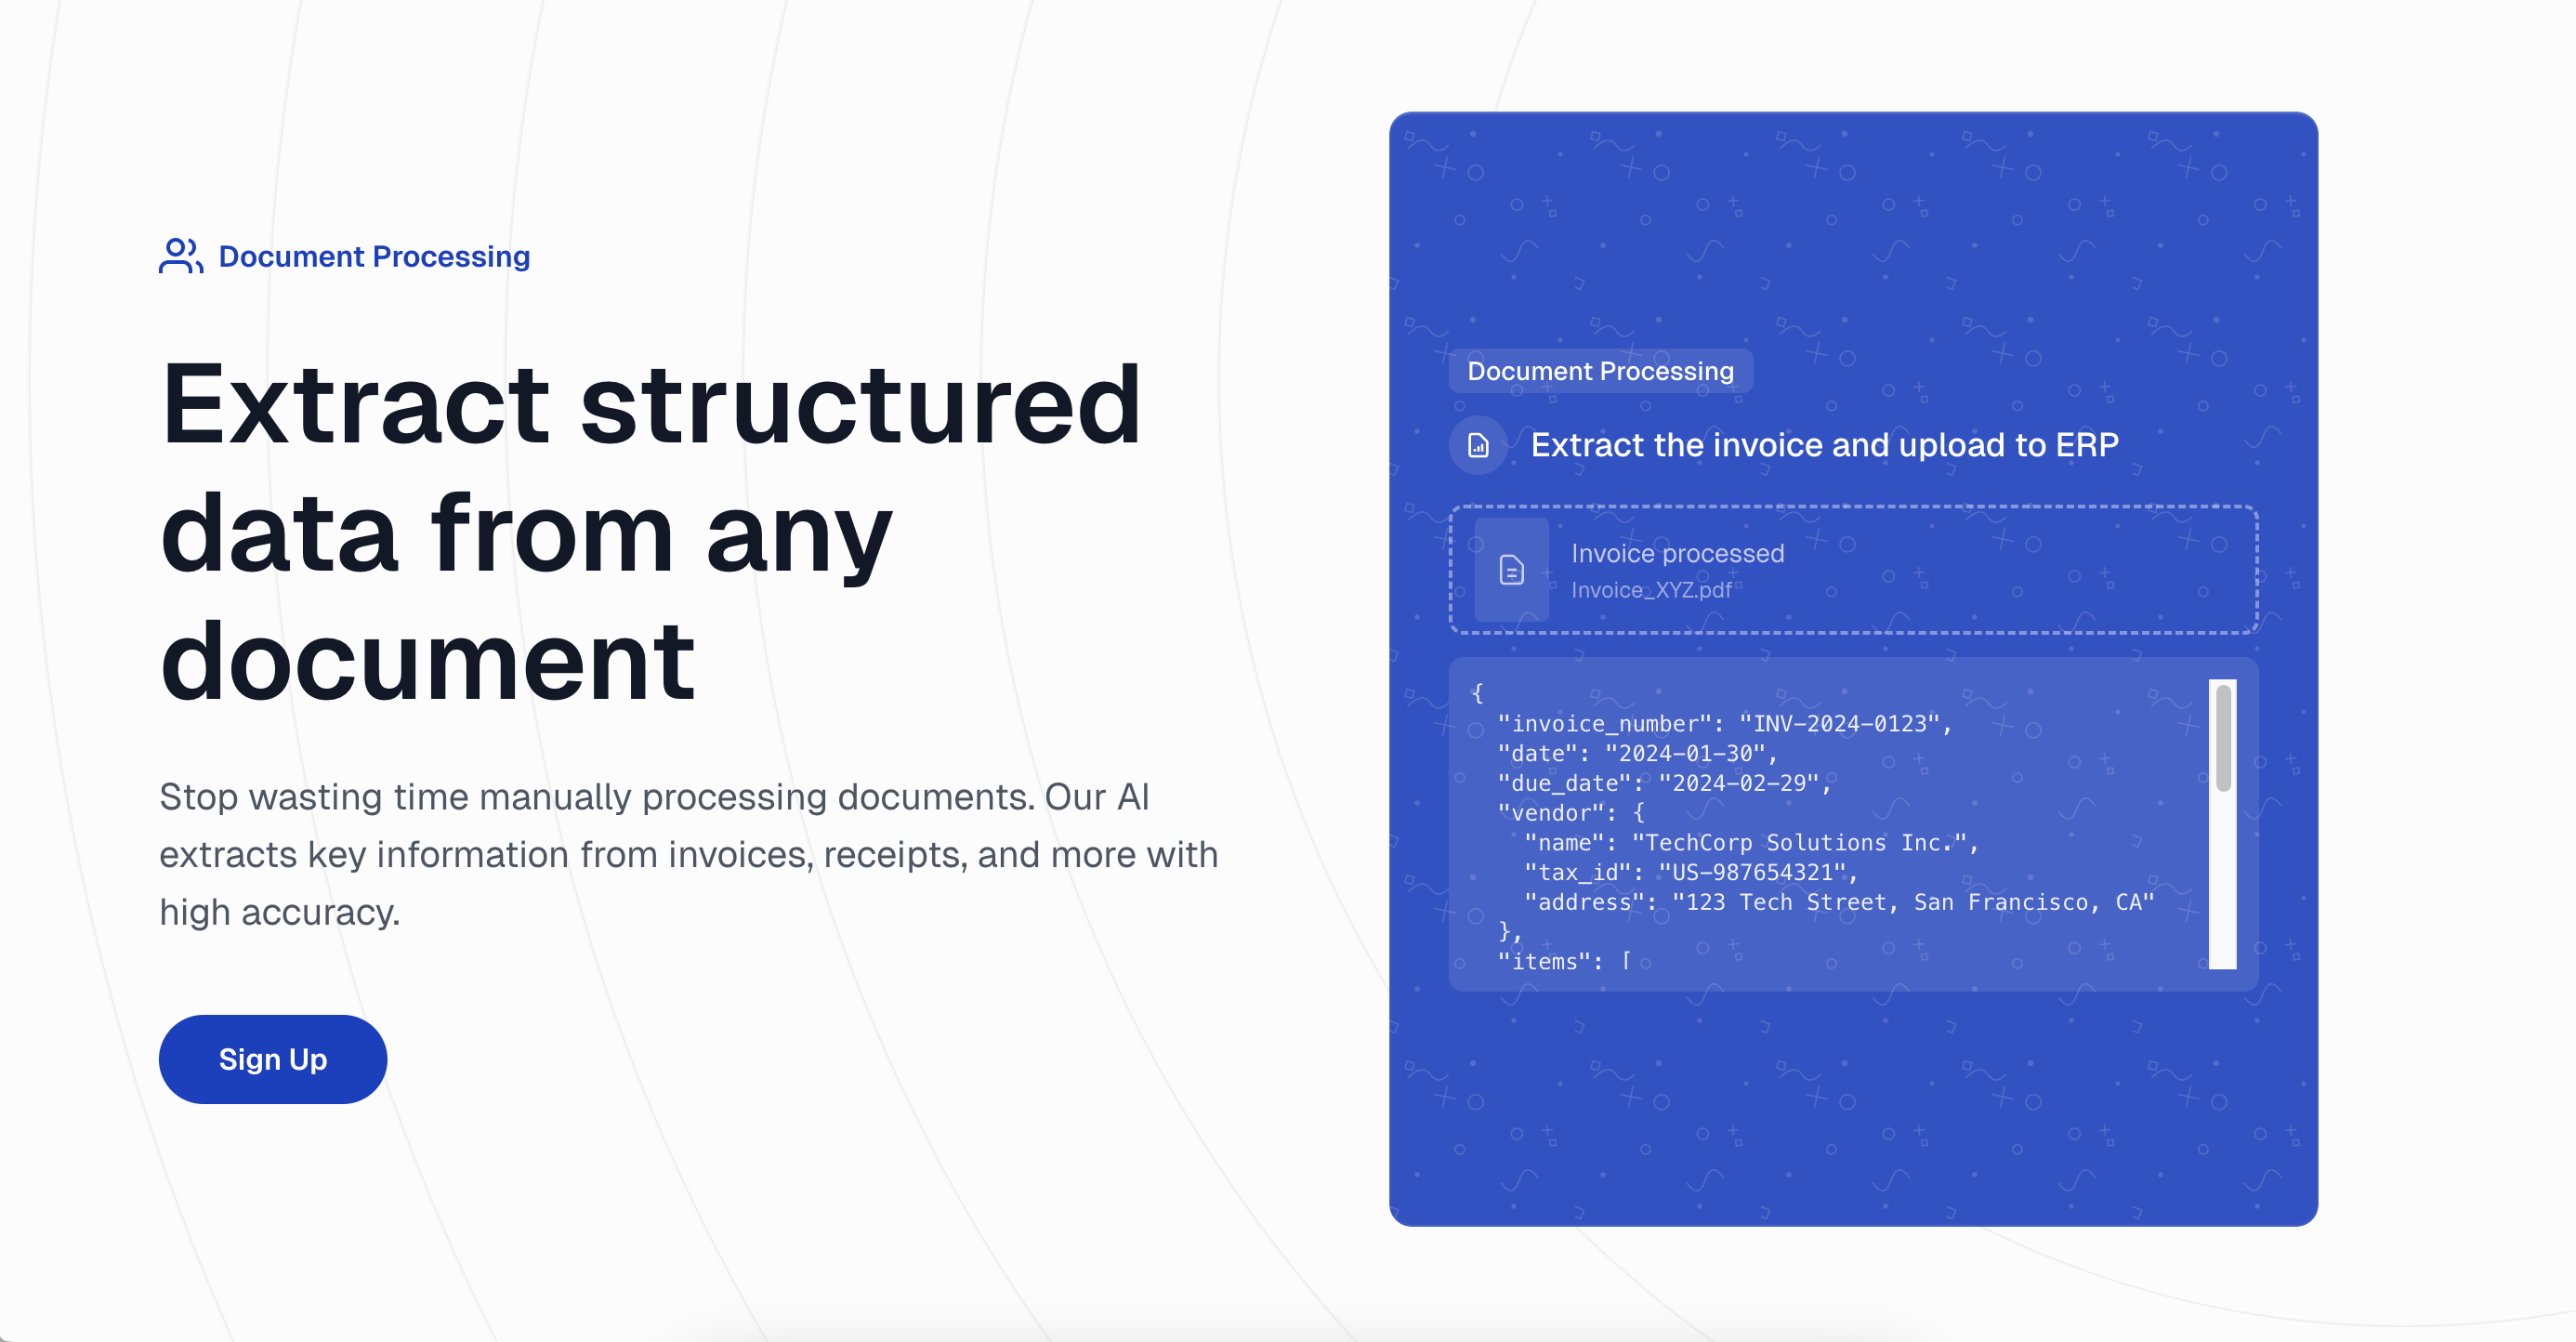 Document Processing
Extract structured
data from any
document
Stop wasting time manually processing documents. Our AI
extracts key information from invoices, receipts, and more with
high accuracy.
Sign Up
Document Processing
Extract the invoice and upload to ERP
Invoice processed
Invoice_XYZ.pdf
{
  "invoice_number": "INV-2024-0123",
  "date": "2024-01-30",
  "due_date": "2024-02-29",
  "vendor": {
    "name": "TechCorp Solutions Inc.",
    "tax_id": "US-987654321",
    "address": "123 Tech Street, San Francisco, CA"
  },
  "items": [